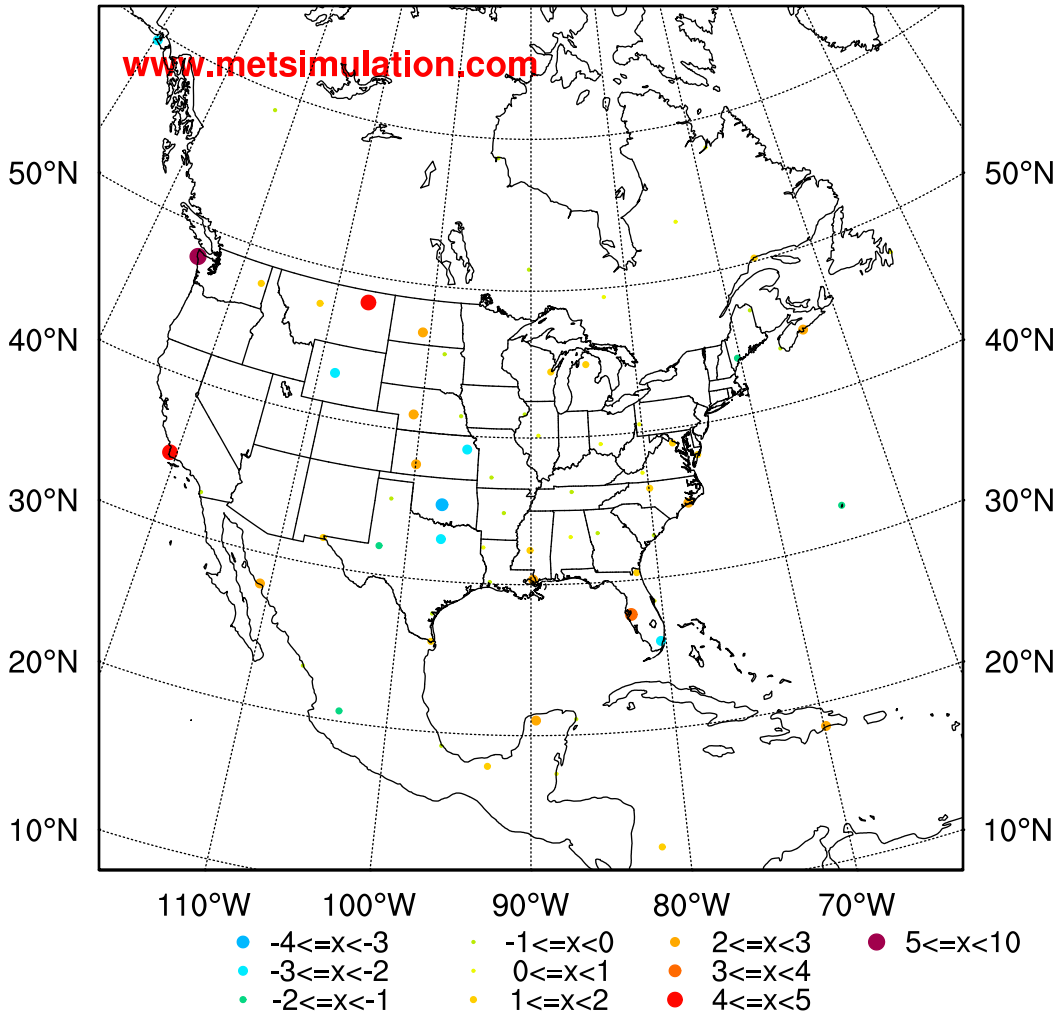 www.metsimulation.com
50°N 50°N
40°N 40°N
30°N 30°N
20°N 20°N
10°N 10°N
110°W 100°W 90°W 80°W 70°W
-4<=x<-3 -1<=x<0 2<=x<3 5<=x<10
-3<=x<-2 0<=x<1 3<=x<4
-2<=x<-1 1<=x<2 4<=x<5